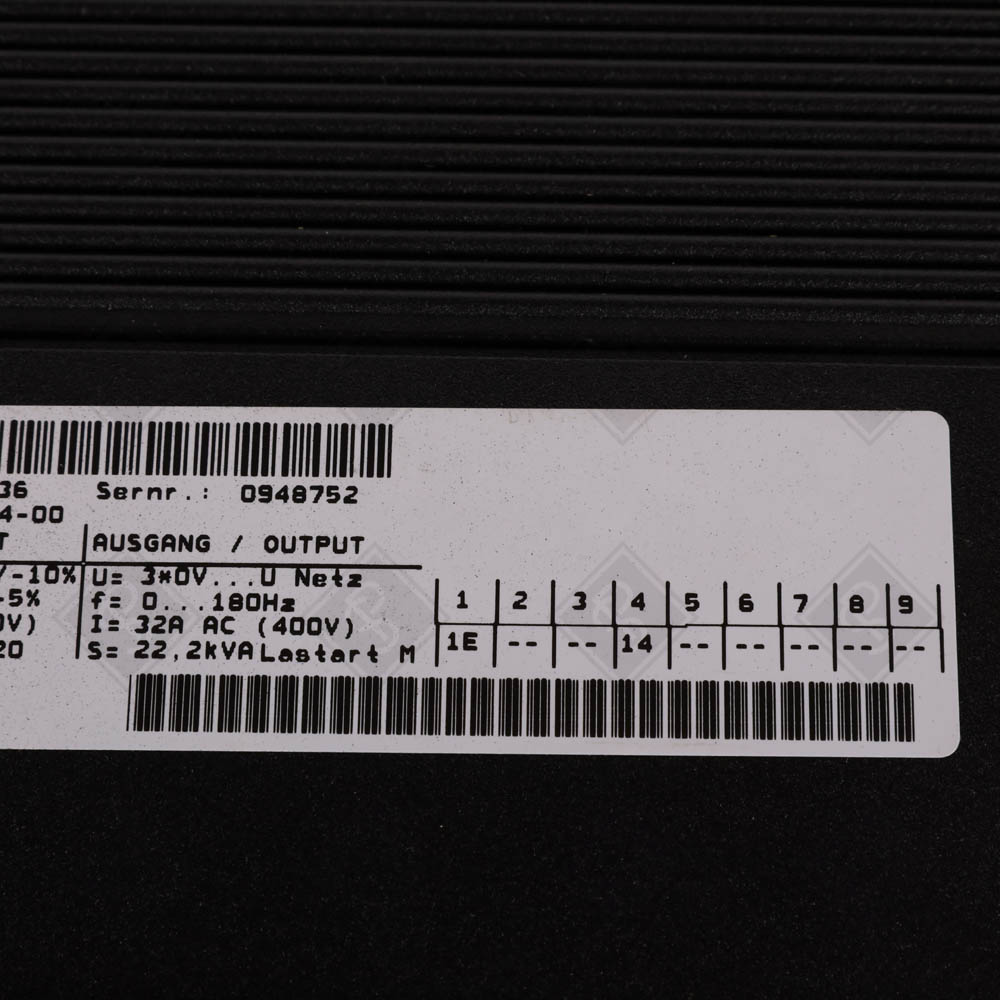 36 Sernr.: 0948752
4-00
T AUSGANG / OUTPUT
/-10% U= 3*0V...U Netz
-5% f= 0...180Hz
0V) I= 32A AC (400V)
20 S= 22,2kVA Lastart M
1 2 3 4 5 6 7 8 9
1E -- -- 14 -- -- -- -- --